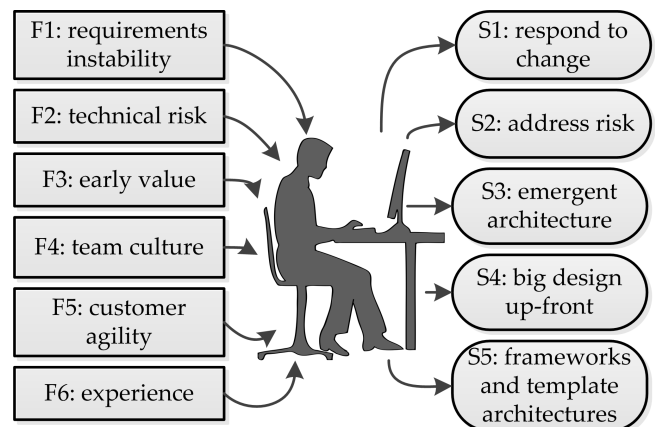 F1: requirements
instability
F2: technical risk
F3: early value
F4: team culture
F5: customer
agility
F6: experience
S1: respond to
change
S2: address risk
S3: emergent
architecture
S4: big design
up-front
S5: frameworks
and template
architectures